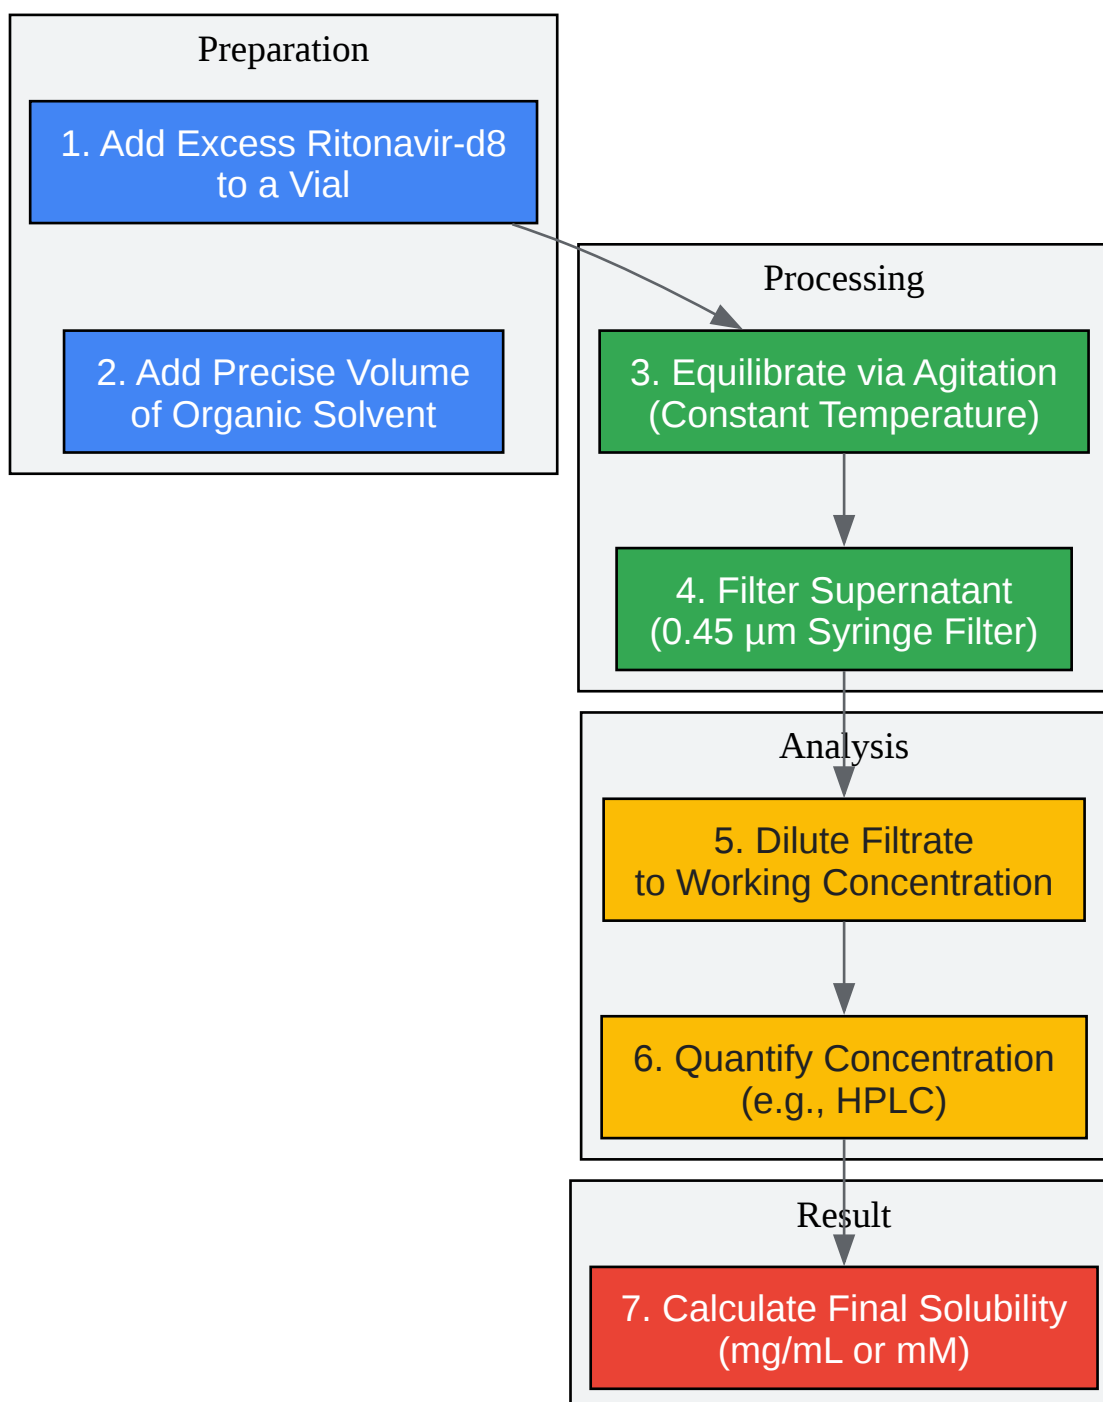 Preparation
1. Add Excess Ritonavir-d8
to a Vial
2. Add Precise Volume
of Organic Solvent
Processing
3. Equilibrate via Agitation
(Constant Temperature)
4. Filter Supernatant
(0.45 µm Syringe Filter)
Analysis
5. Dilute Filtrate
to Working Concentration
6. Quantify Concentration
(e.g., HPLC)
Result
7. Calculate Final Solubility
(mg/mL or mM)